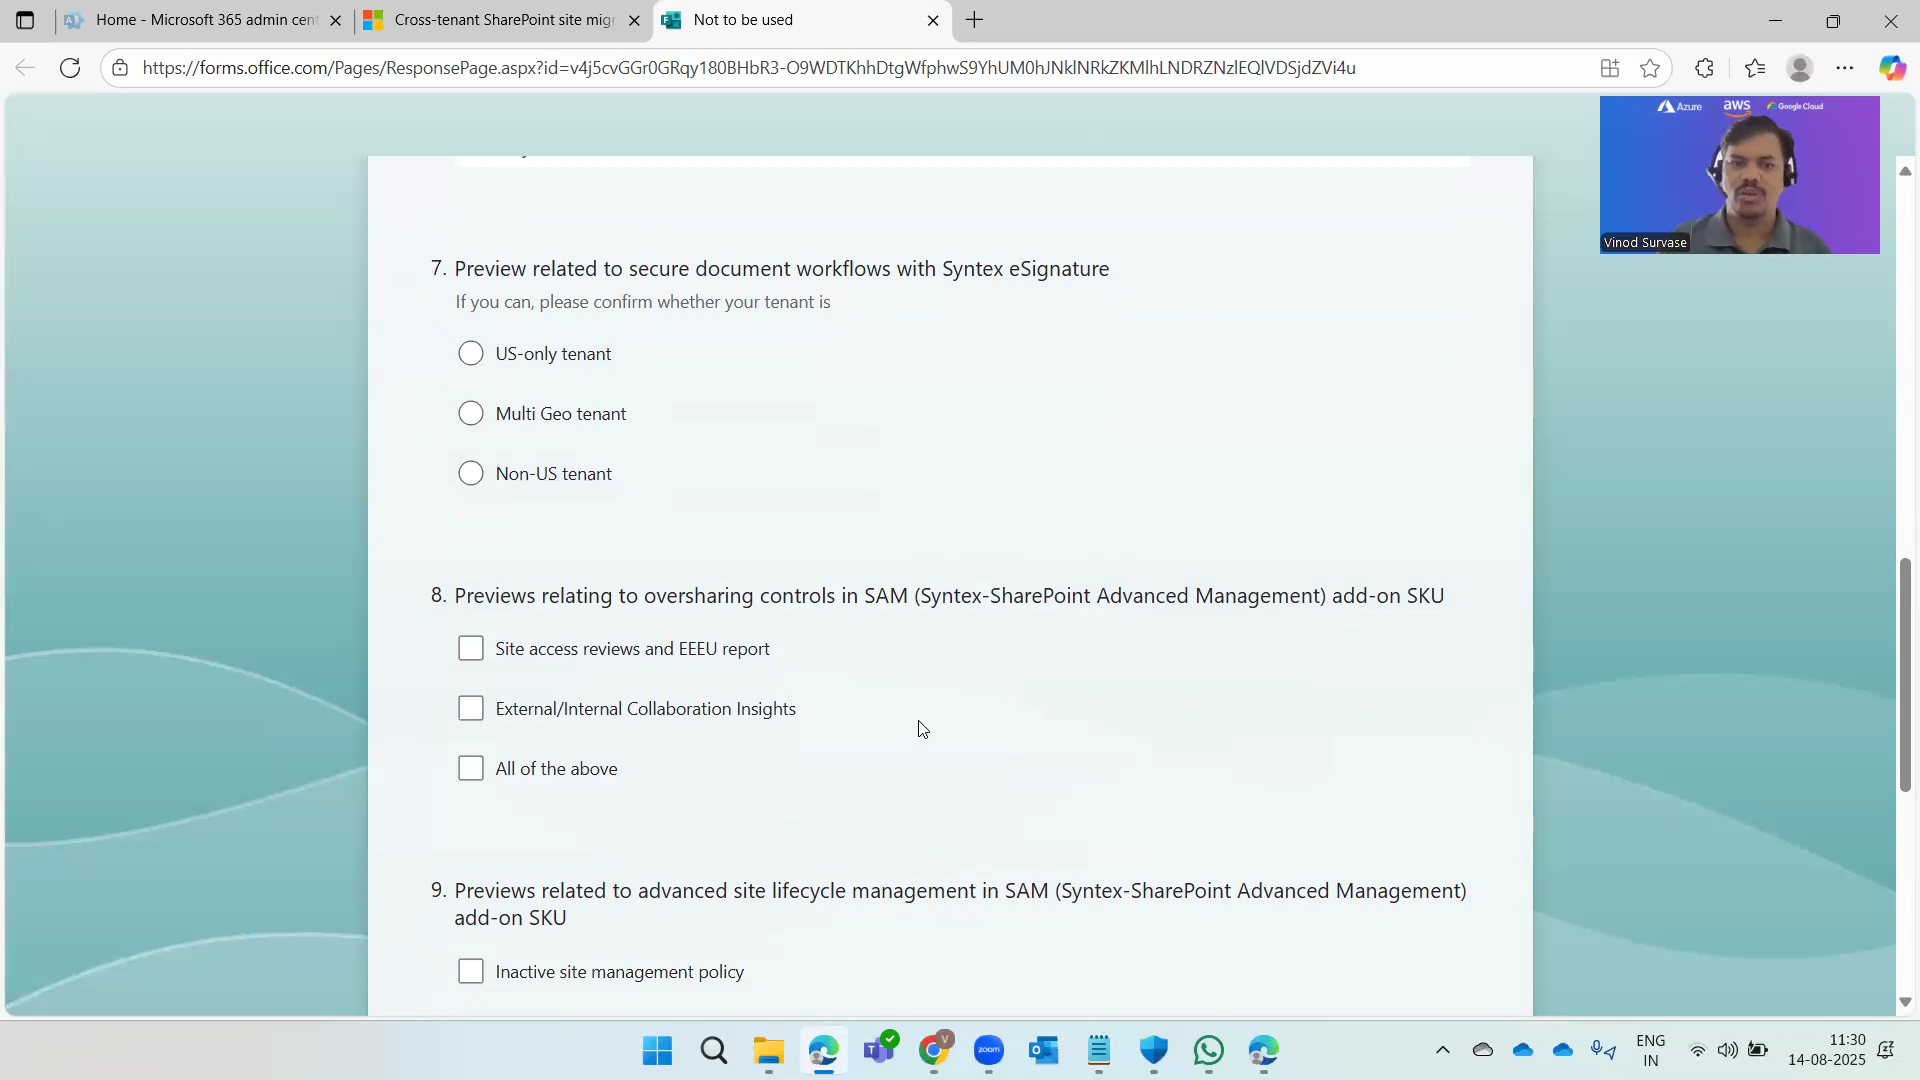 Home - Microsoft 365 admin cent
Cross-tenant SharePoint site mig
Not to be used
https://forms.office.com/Pages/ResponsePage.aspx?id=v4j5cvGGr0GRqy180BHbR3-O9WDTKhhDtgWfphwS9YhUM0hJNklNRkZKMlhLNDRZNzlEQlVDSjdZVi4u
Azure
aws
Google Cloud
Vinod Survase
7. Preview related to secure document workflows with Syntex eSignature
If you can, please confirm whether your tenant is
US-only tenant
Multi Geo tenant
Non-US tenant
8. Previews relating to oversharing controls in SAM (Syntex-SharePoint Advanced Management) add-on SKU
Site access reviews and EEEU report
External/Internal Collaboration Insights
All of the above
9. Previews related to advanced site lifecycle management in SAM (Syntex-SharePoint Advanced Management)
add-on SKU
Inactive site management policy
V
zoom
ENG
IN
11:30
14-08-2025